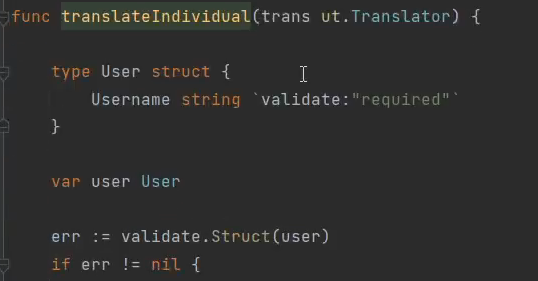 func translateIndividual(trans ut.Translator) {
type User struct {
Username string `validate:"required"`
}
var user User
err := validate.Struct(user)
if err != nil {